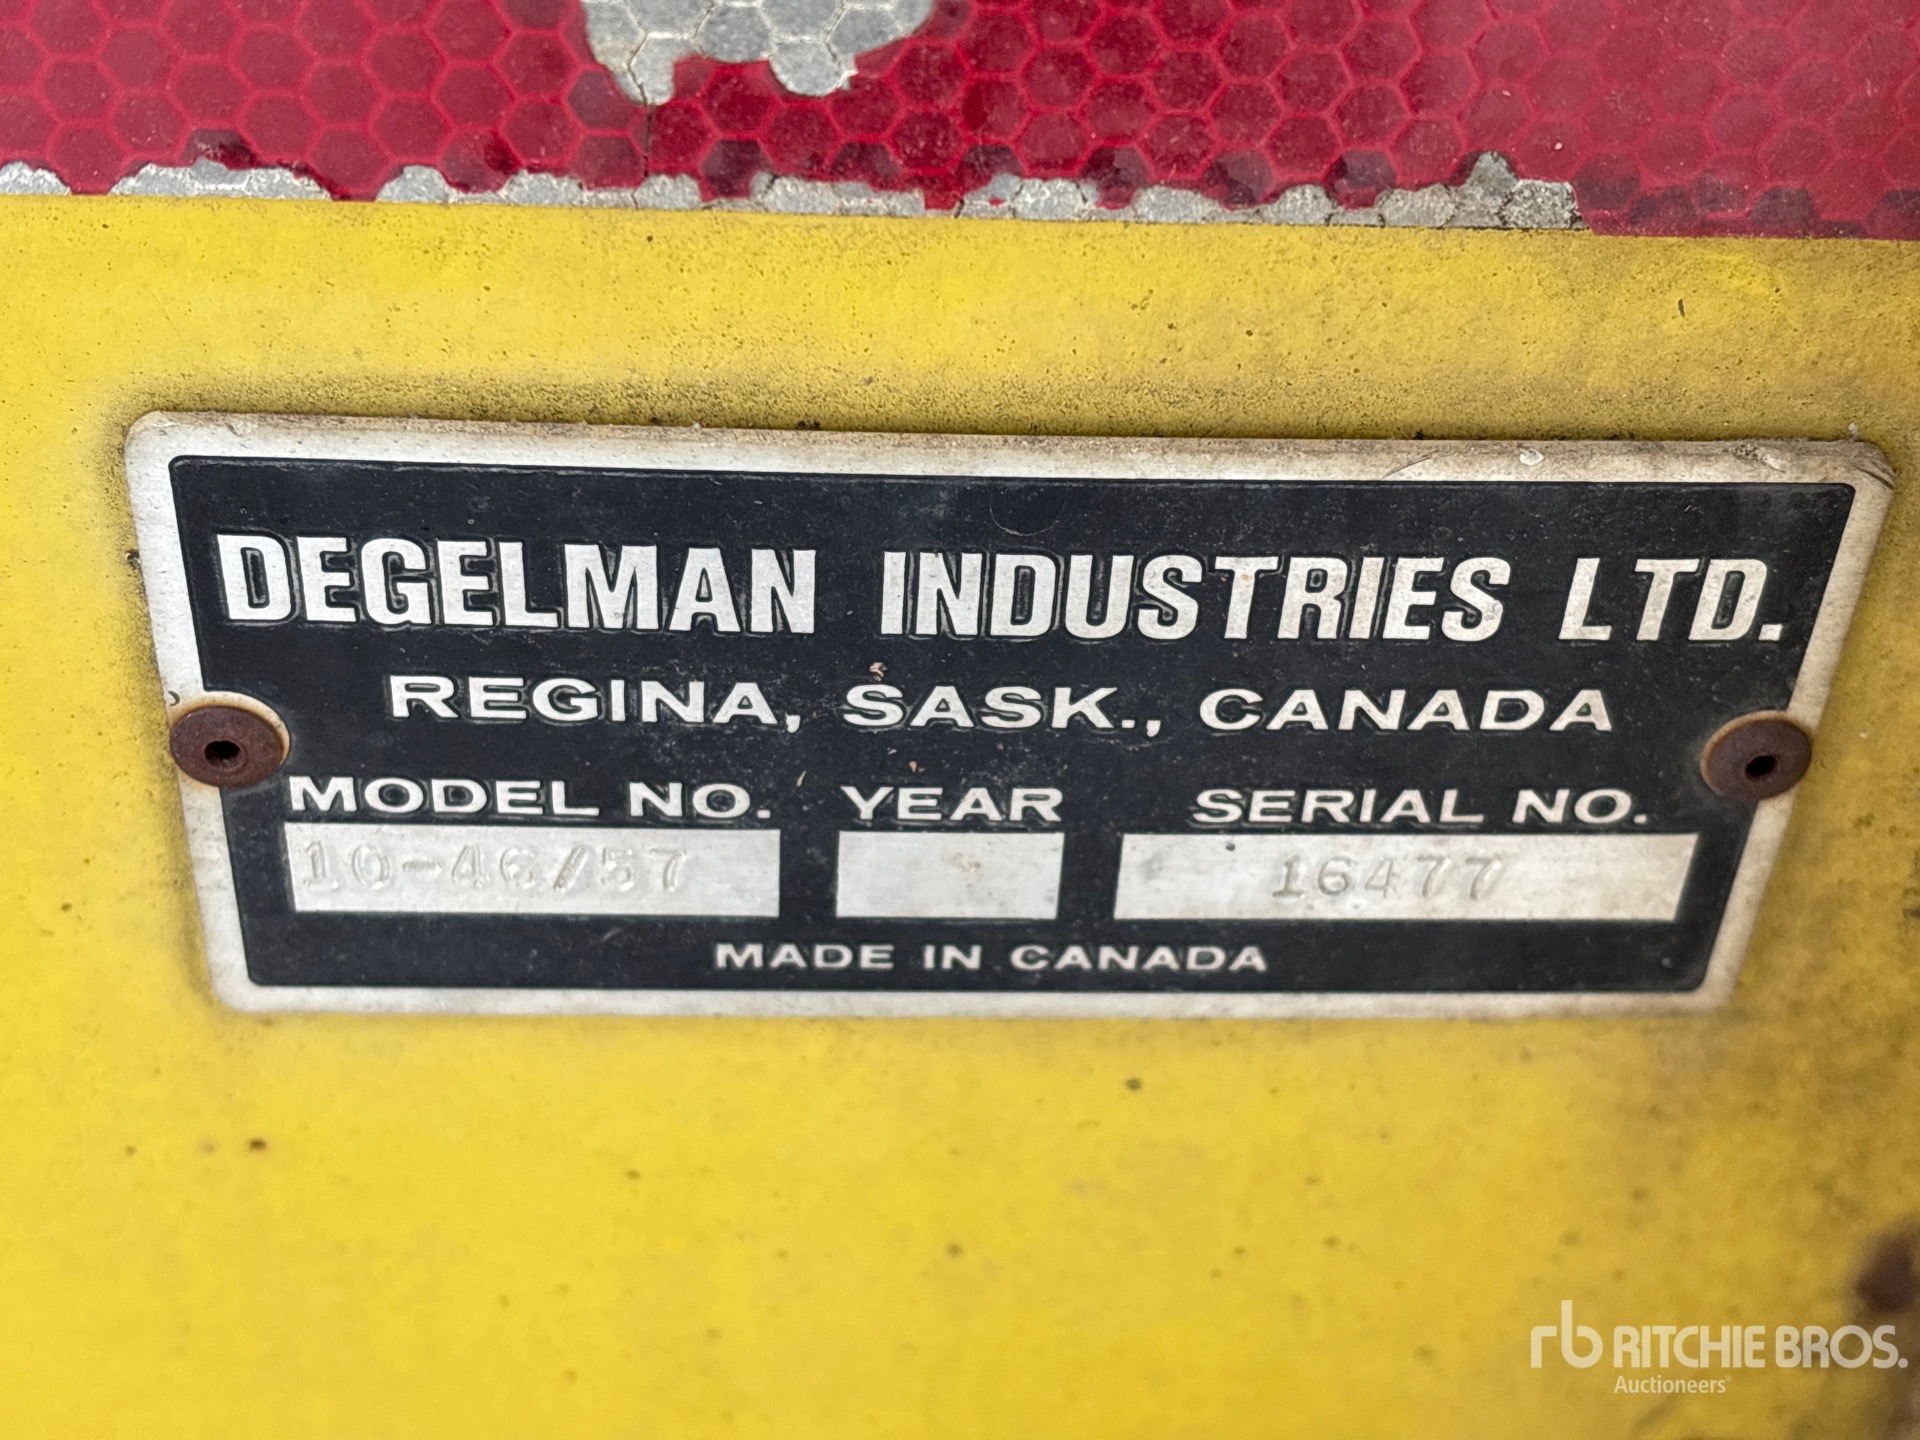 DEGELMAN INDUSTRIES LTD.
REGINA, SASK., CANADA
MODEL NO. YEAR SERIAL NO.
10-46/57 16477
MADE IN CANADA
rb RITCHIE BROS.
Auctioneers